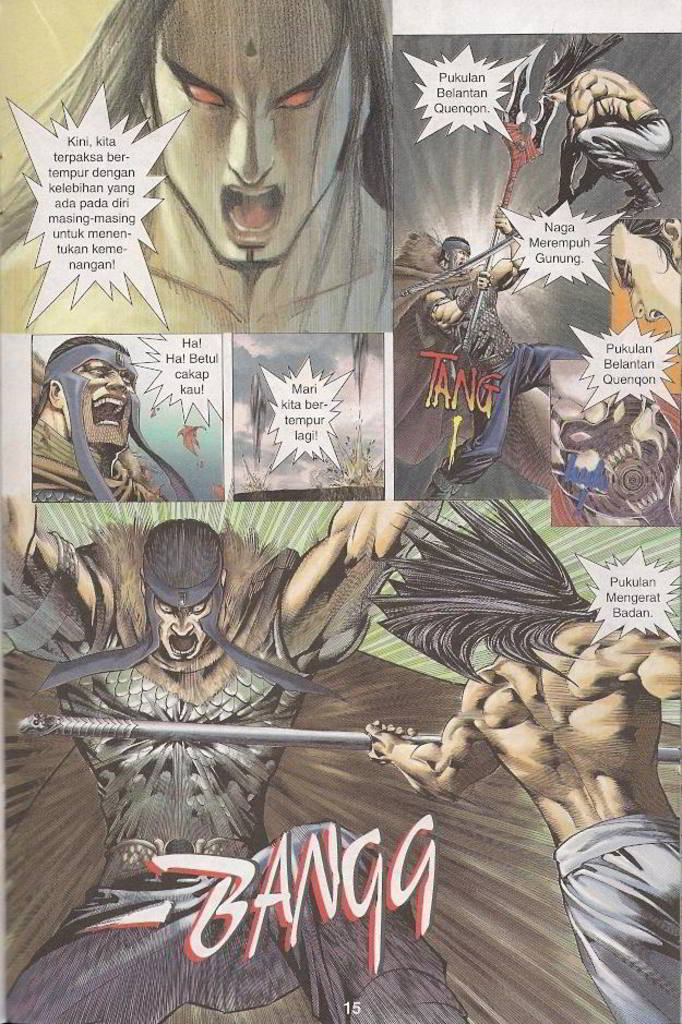 Kini, kita
terpaksa ber-
tempur dengan
kelebihan yang
ada pada diri
masing-masing
untuk menen-
tukan keme-
nangan!
Ha!
Ha! Betul
cakap
kau!
Mari
kita ber-
tempur
lagi!
Pukulan
Belantan
Quenqon.
Naga
Merempuh
Gunung.
TANG
!
Pukulan
Belantan
Quenqon
Pukulan
Mengerat
Badan.
BANGG
15